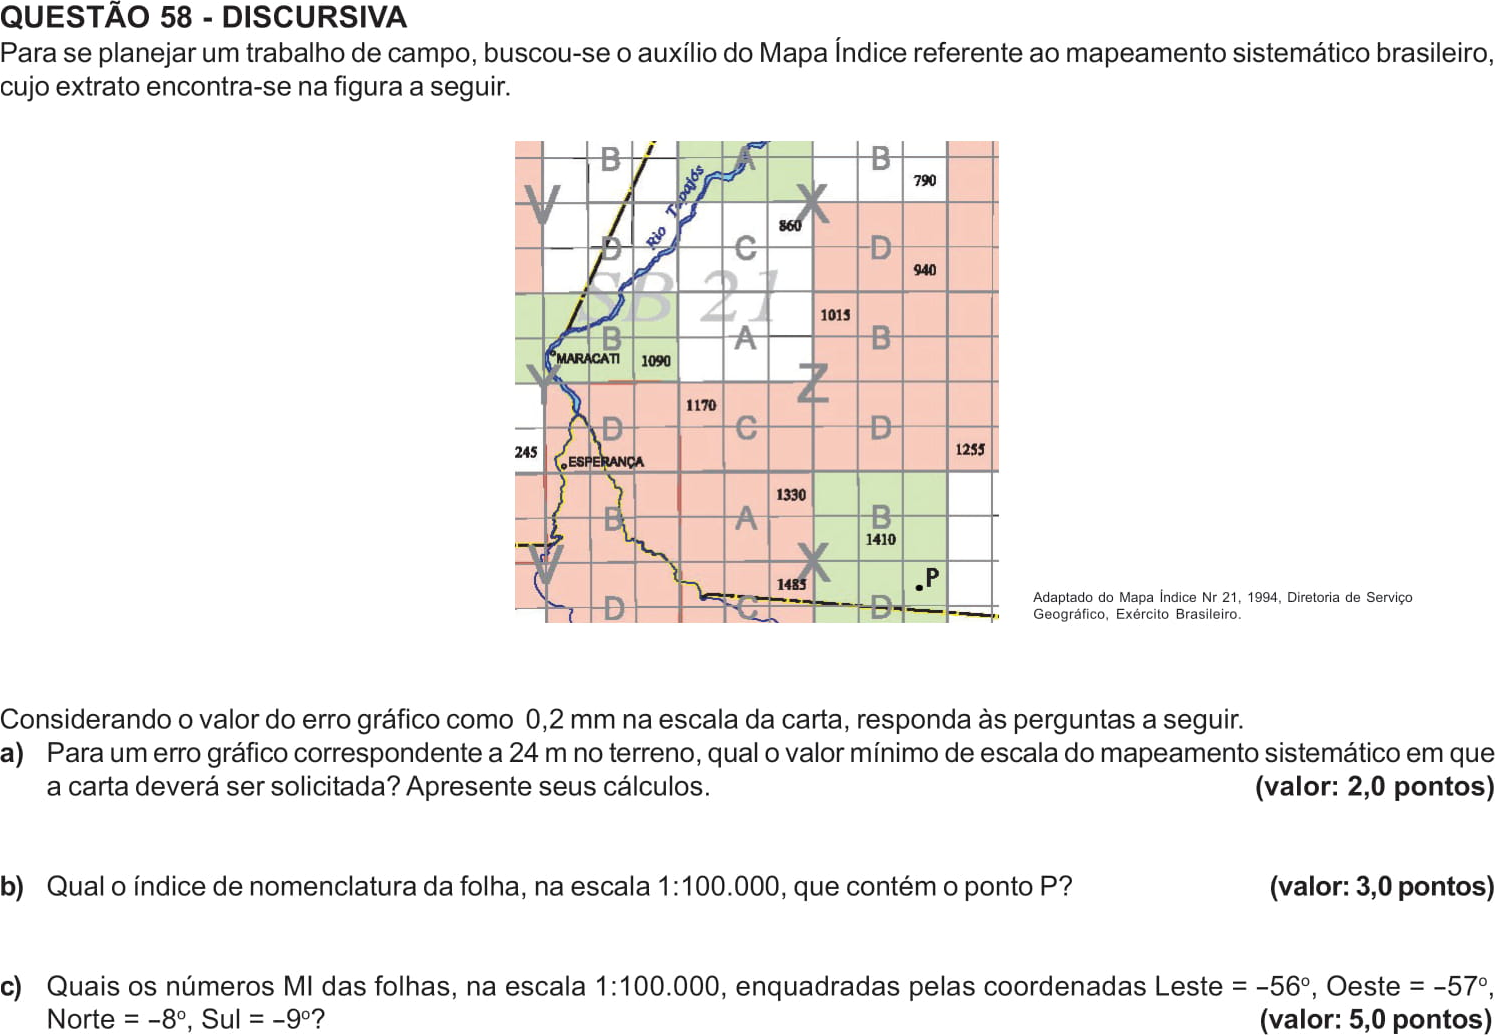 QUESTÃO 58 - DISCURSIVA
Para se planejar um trabalho de campo, buscou-se o auxílio do Mapa Índice referente ao mapeamento sistemático brasileiro,
cujo extrato encontra-se na figura a seguir.
B A B
790
V Rio Tapajós X
860
D C D
940
SB 21
1015
B A B
MARACATI 1090
Y Z
1170
D C D
245 ESPERANÇA 1255
1330
B A B
1410
V X
1485 P
D C D
Adaptado do Mapa Índice Nr 21, 1994, Diretoria de Serviço
Geográfico, Exército Brasileiro.
Considerando o valor do erro gráfico como 0,2 mm na escala da carta, responda às perguntas a seguir.
a) Para um erro gráfico correspondente a 24 m no terreno, qual o valor mínimo de escala do mapeamento sistemático em que
a carta deverá ser solicitada? Apresente seus cálculos. (valor: 2,0 pontos)
b) Qual o índice de nomenclatura da folha, na escala 1:100.000, que contém o ponto P? (valor: 3,0 pontos)
c) Quais os números MI das folhas, na escala 1:100.000, enquadradas pelas coordenadas Leste = –56º, Oeste = –57º,
Norte = –8º, Sul = –9º? (valor: 5,0 pontos)